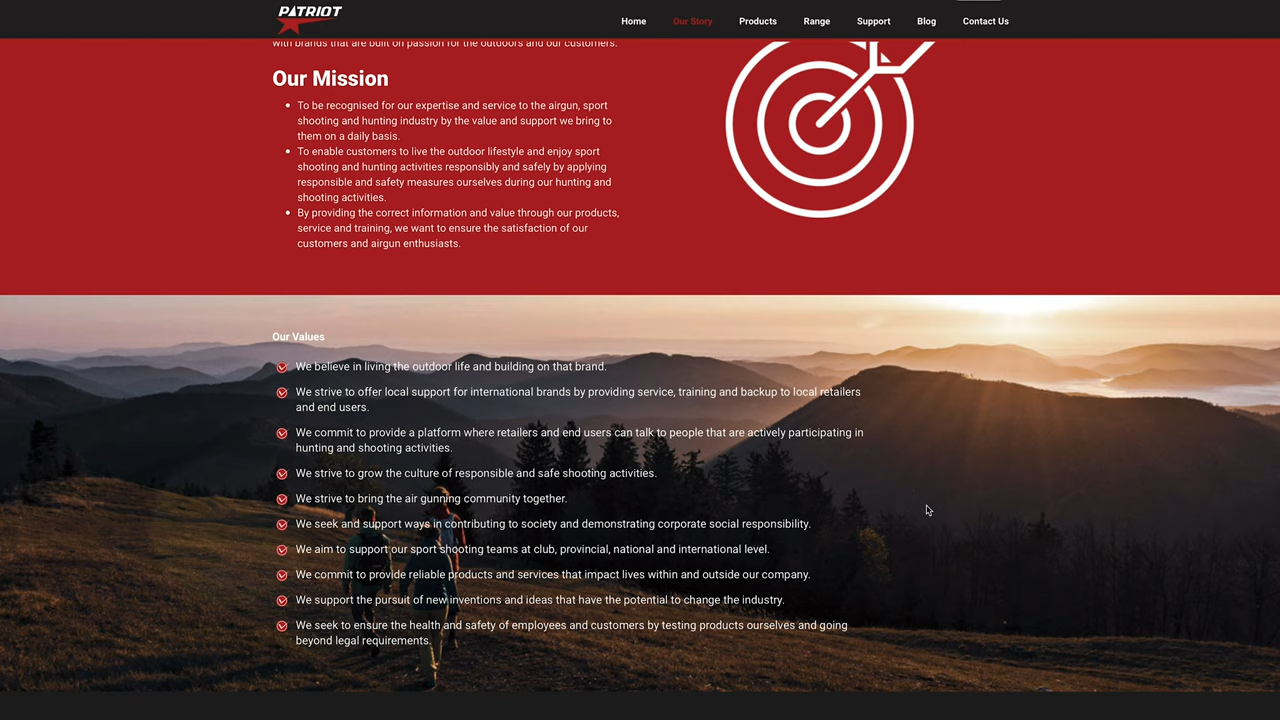 PATRIOT
Home Our Story Products Range Support Blog Contact Us
with brands that are built on passion for the outdoors and our customers.
Our Mission
To be recognised for our expertise and service to the airgun, sport
shooting and hunting industry by the value and support we bring to
them on a daily basis.
To enable customers to live the outdoor lifestyle and enjoy sport
shooting and hunting activities responsibly and safely by applying
responsible and safety measures ourselves during our hunting and
shooting activities.
By providing the correct information and value through our products,
service and training, we want to ensure the satisfaction of our
customers and airgun enthusiasts.
Our Values
We believe in living the outdoor life and building on that brand.
We strive to offer local support for international brands by providing service, training and backup to local retailers
and end users.
We commit to provide a platform where retailers and end users can talk to people that are actively participating in
hunting and shooting activities.
We strive to grow the culture of responsible and safe shooting activities.
We strive to bring the air gunning community together.
We seek and support ways in contributing to society and demonstrating corporate social responsibility.
We aim to support our sport shooting teams at club, provincial, national and international level.
We commit to provide reliable products and services that impact lives within and outside our company.
We support the pursuit of new inventions and ideas that have the potential to change the industry.
We seek to ensure the health and safety of employees and customers by testing products ourselves and going
beyond legal requirements.